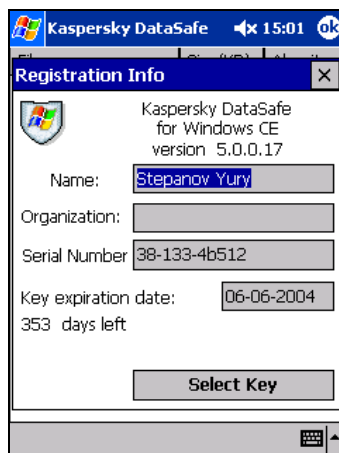 Kaspersky DataSafe 15:01 ok
Registration Info
Kaspersky DataSafe
for Windows CE
version 5.0.0.17
Name: Stepanov Yury
Organization:
Serial Number 38-133-4b512
Key expiration date: 06-06-2004
353 days left
Select Key